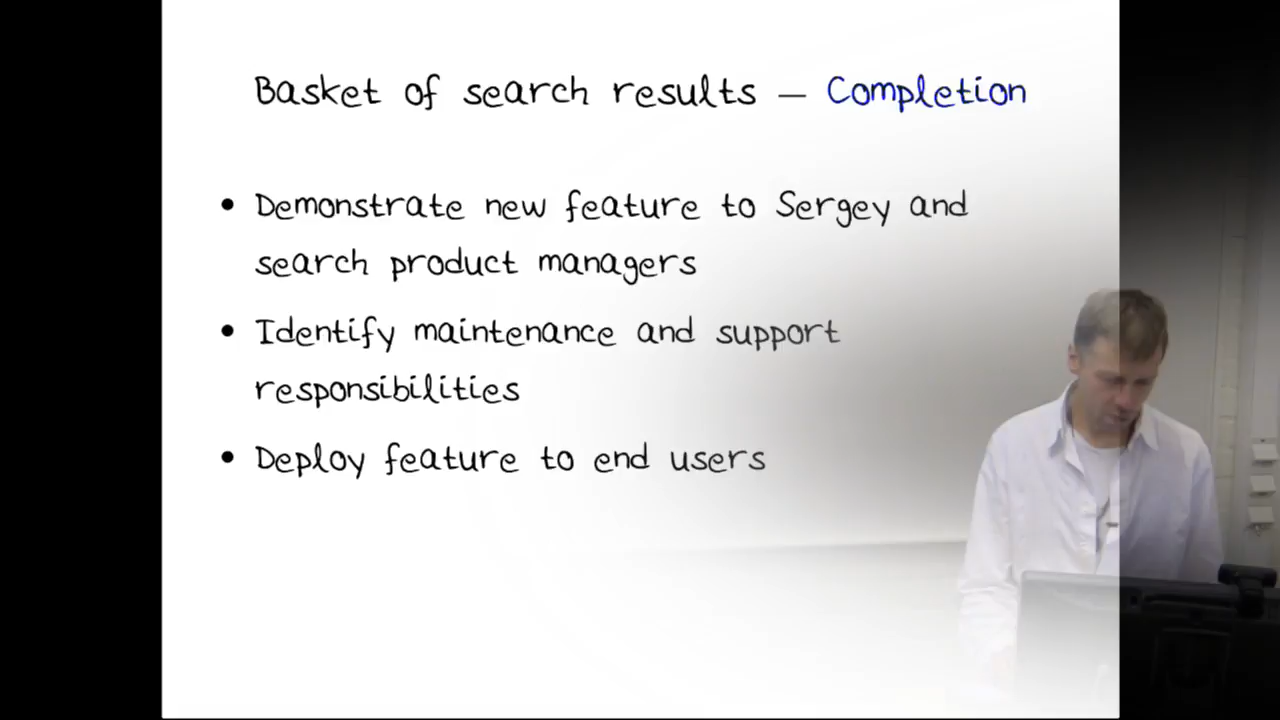 Basket of search results — Completion
• Demonstrate new feature to Sergey and
search product managers
• Identify maintenance and support
responsibilities
• Deploy feature to end users